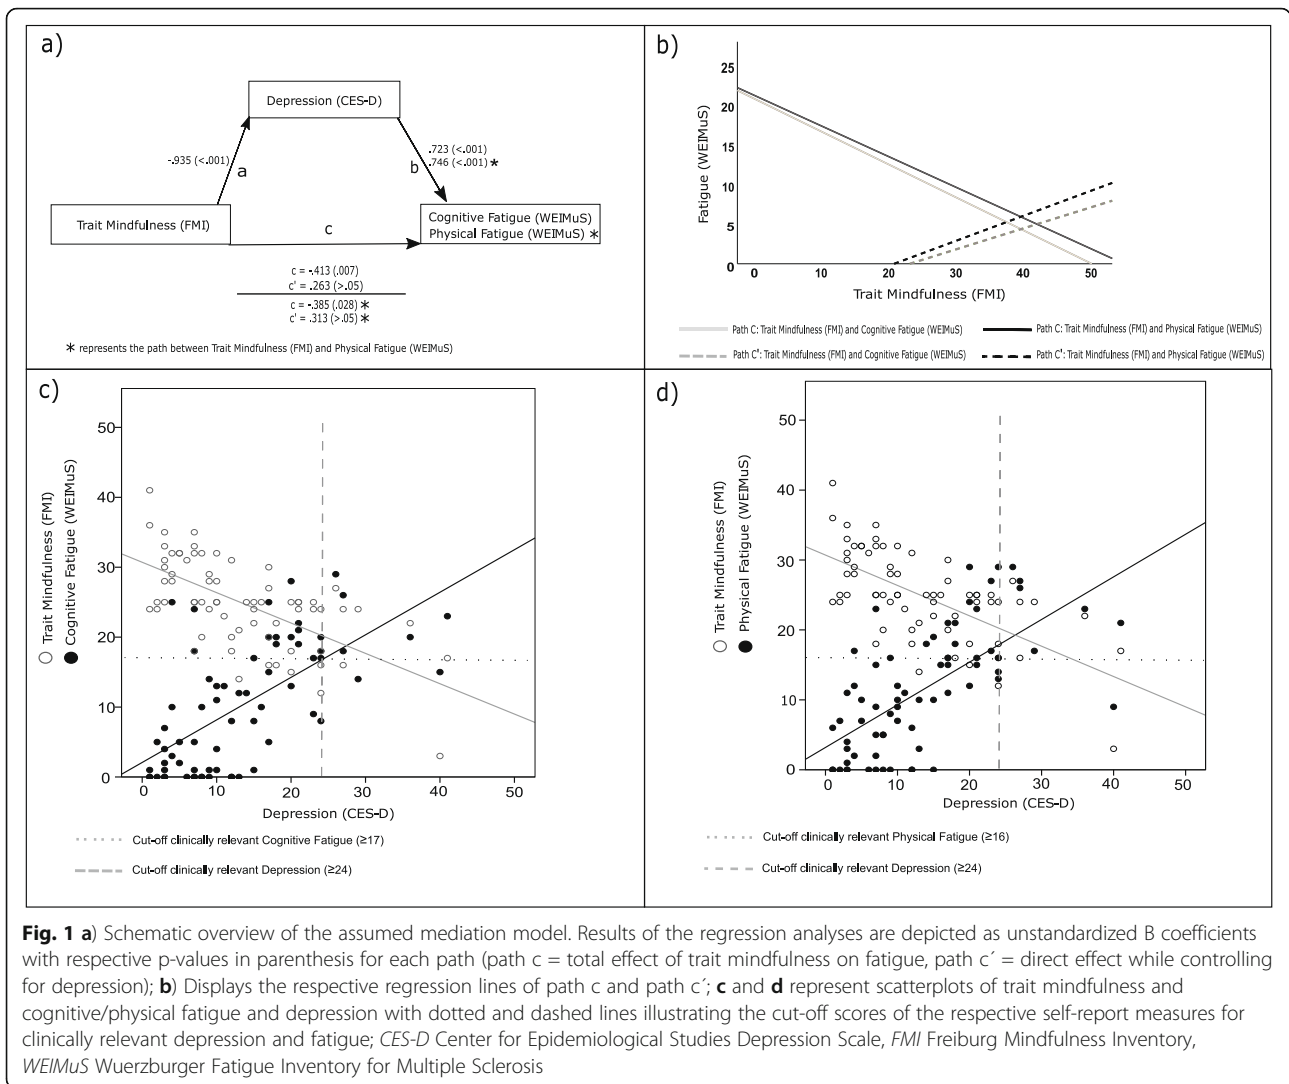 a)
Depression (CES-D)
-.935 (<.001)
a
b
.723 (<.001)
.746 (<.001) *
Trait Mindfulness (FMI)
c
Cognitive Fatigue (WEIMuS)
Physical Fatigue (WEIMuS) *
c = -.413 (.007)
c' = .263 (>.05)
c = -.385 (.028) *
c' = .313 (>.05) *
* represents the path between Trait Mindfulness (FMI) and Physical Fatigue (WEIMuS)
b)
Fatigue (WEIMuS)
25
20
15
10
5
0
0 10 20 30 40 50
Trait Mindfulness (FMI)
Path C: Trait Mindfulness (FMI) and Cognitive Fatigue (WEIMuS)
Path C: Trait Mindfulness (FMI) and Physical Fatigue (WEIMuS)
Path C': Trait Mindfulness (FMI) and Cognitive Fatigue (WEIMuS)
Path C': Trait Mindfulness (FMI) and Physical Fatigue (WEIMuS)
c)
Trait Mindfulness (FMI)
Cognitive Fatigue (WEIMuS)
50
40
30
20
10
0
0 10 20 30 40 50
Depression (CES-D)
Cut-off clinically relevant Cognitive Fatigue (≥17)
Cut-off clinically relevant Depression (≥24)
d)
Trait Mindfulness (FMI)
Physical Fatigue (WEIMuS)
50
40
30
20
10
0
0 10 20 30 40 50
Depression (CES-D)
Cut-off clinically relevant Physical Fatigue (≥16)
Cut-off clinically relevant Depression (≥24)
Fig. 1 a) Schematic overview of the assumed mediation model. Results of the regression analyses are depicted as unstandardized B coefficients
with respective p-values in parenthesis for each path (path c = total effect of trait mindfulness on fatigue, path c´ = direct effect while controlling
for depression); b) Displays the respective regression lines of path c and path c´; c and d represent scatterplots of trait mindfulness and
cognitive/physical fatigue and depression with dotted and dashed lines illustrating the cut-off scores of the respective self-report measures for
clinically relevant depression and fatigue; CES-D Center for Epidemiological Studies Depression Scale, FMI Freiburg Mindfulness Inventory,
WEIMuS Wuerzburger Fatigue Inventory for Multiple Sclerosis